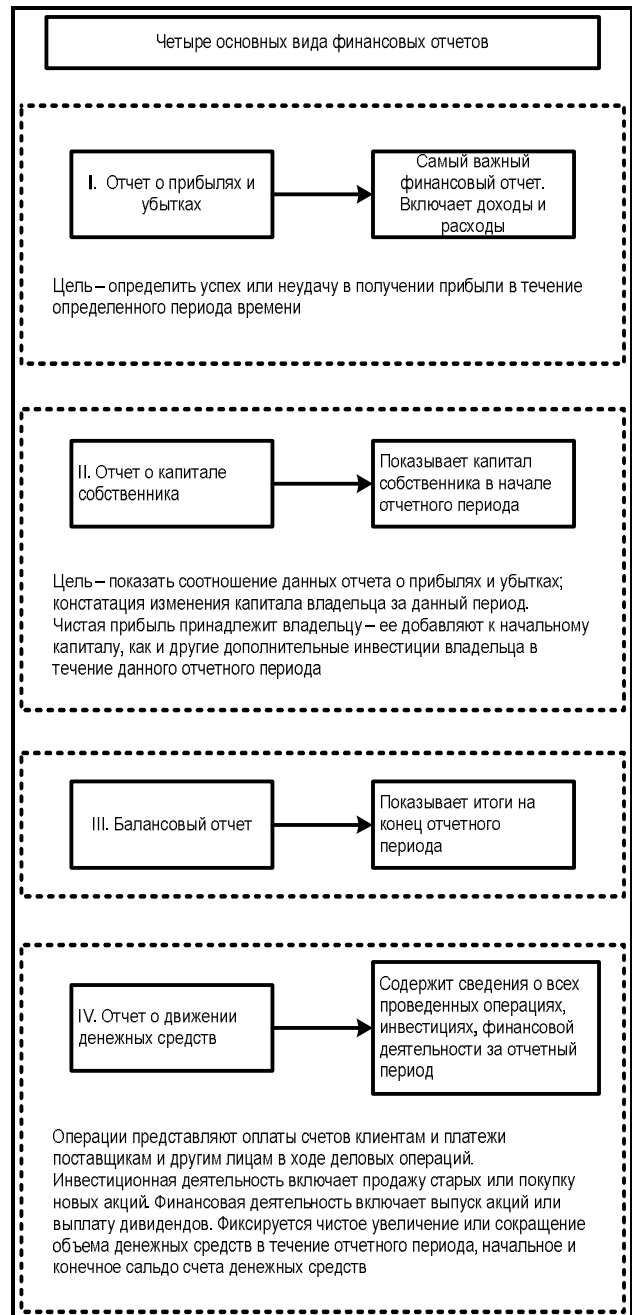 Четыре основных вида финансовых отчетов
I. Отчет о прибылях и
убытках
Самый важный
финансовый отчет.
Включает доходы и
расходы
Цель – определить успех или неудачу в получении прибыли в течение
определенного периода времени
II. Отчет о капитале
собственника
Показывает капитал
собственника в начале
отчетного периода
Цель – показать соотношение данных отчета о прибылях и убытках;
констатация изменения капитала владельца за данный период.
Чистая прибыль принадлежит владельцу – ее добавляют к начальному
капиталу, как и другие дополнительные инвестиции владельца в
течение данного отчетного периода
III. Балансовый отчет
Показывает итоги на
конец отчетного
периода
IV. Отчет о движении
денежных средств
Содержит сведения о всех
проведенных операциях,
инвестициях, финансовой
деятельности за отчетный
период
Операции представляют оплаты счетов клиентам и платежи
поставщикам и другим лицам в ходе деловых операций.
Инвестиционная деятельность включает продажу старых или покупку
новых акций. Финансовая деятельность включает выпуск акций или
выплату дивидендов. Фиксируется чистое увеличение или сокращение
объема денежных средств в течение отчетного периода, начальное и
конечное сальдо счета денежных средств